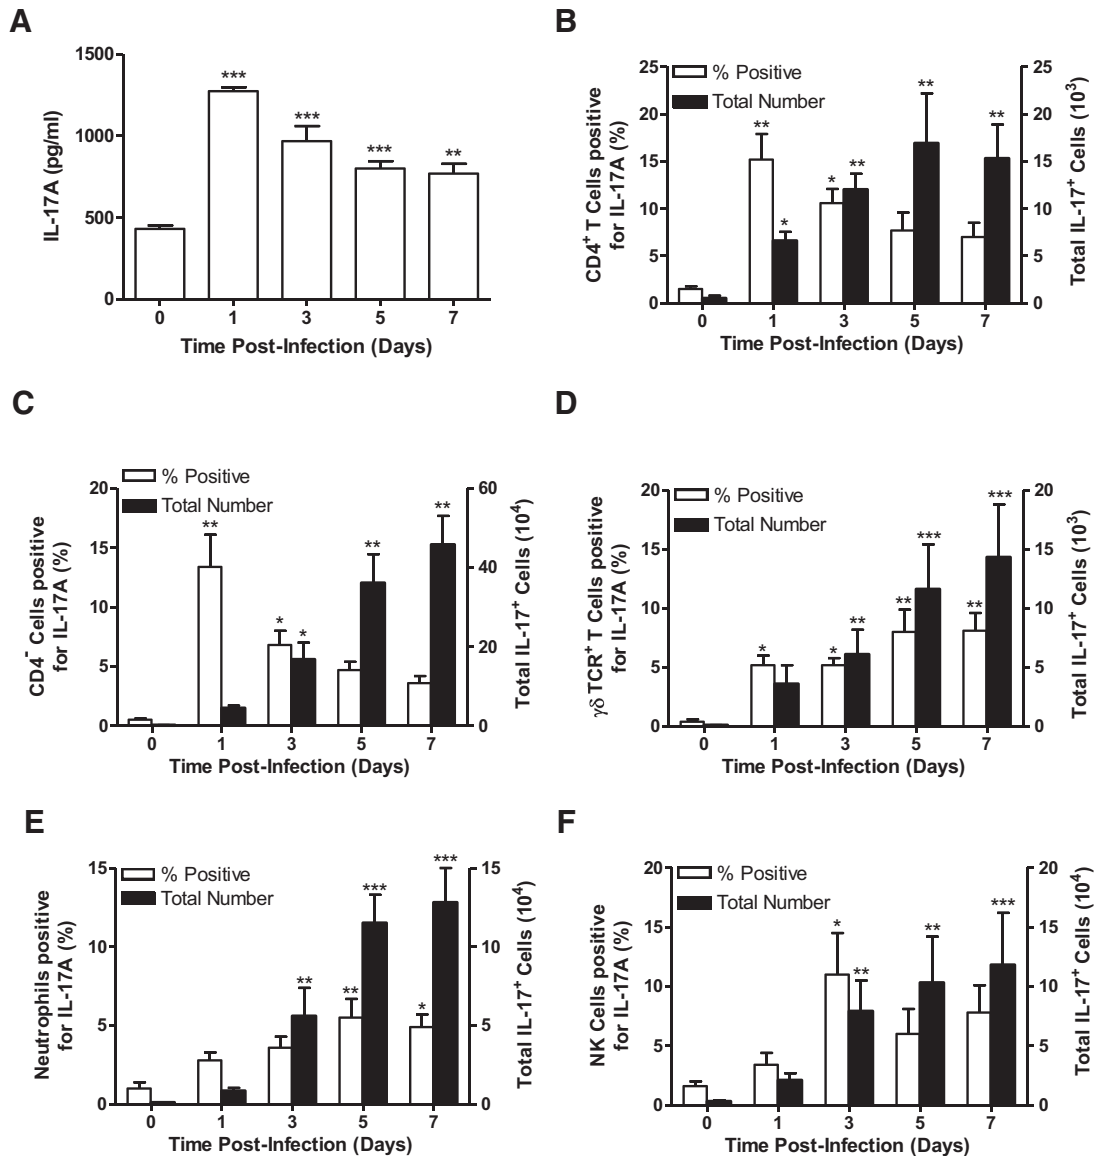 A
IL-17A (pg/ml)
1500
1000
500
0
***
***
***
**
0 1 3 5 7
Time Post-Infection (Days)
B
CD4+ T Cells positive
for IL-17A (%)
25
20
15
10
5
0
% Positive
Total Number
**
*
*
**
**
**
25
20
15
10
5
0
Total IL-17+ Cells (10³)
0 1 3 5 7
Time Post-Infection (Days)
C
CD4- Cells positive
for IL-17A (%)
20
15
10
5
0
% Positive
Total Number
**
*
*
**
**
60
40
20
0
Total IL-17+ Cells (10⁴)
0 1 3 5 7
Time Post-Infection (Days)
D
γδ TCR+ T Cells positive
for IL-17A (%)
20
15
10
5
0
% Positive
Total Number
*
*
**
**
***
**
***
20
15
10
5
0
Total IL-17+ Cells (10³)
0 1 3 5 7
Time Post-Infection (Days)
E
Neutrophils positive
for IL-17A (%)
15
10
5
0
% Positive
Total Number
**
**
***
*
***
15
10
5
0
Total IL-17+ Cells (10⁴)
0 1 3 5 7
Time Post-Infection (Days)
F
NK Cells positive
for IL-17A (%)
20
15
10
5
0
% Positive
Total Number
*
**
**
***
20
15
10
5
0
Total IL-17+ Cells (10⁴)
0 1 3 5 7
Time Post-Infection (Days)